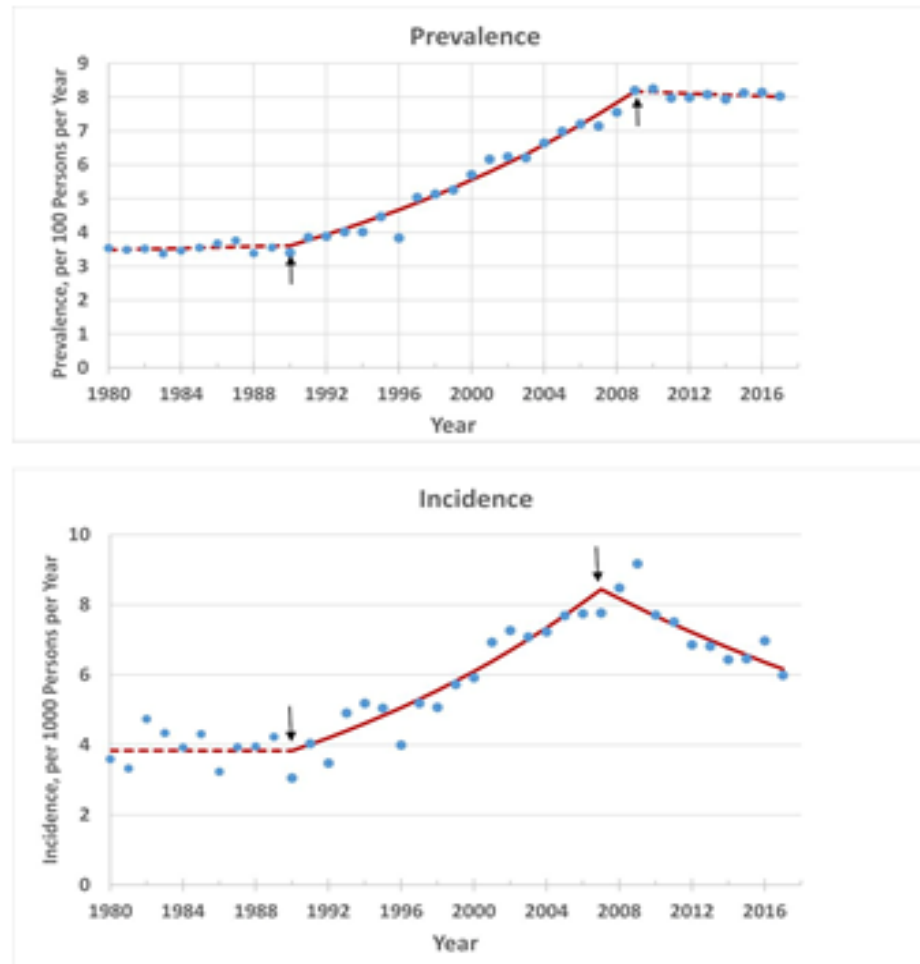 Prevalence
Prevalence, per 100 Persons per Year
9
8
7
6
5
4
3
2
1
0
1980 1984 1988 1992 1996 2000 2004 2008 2012 2016
Year
Incidence
Incidence, per 1000 Persons per Year
10
8
6
4
2
0
1980 1984 1988 1992 1996 2000 2004 2008 2012 2016
Year